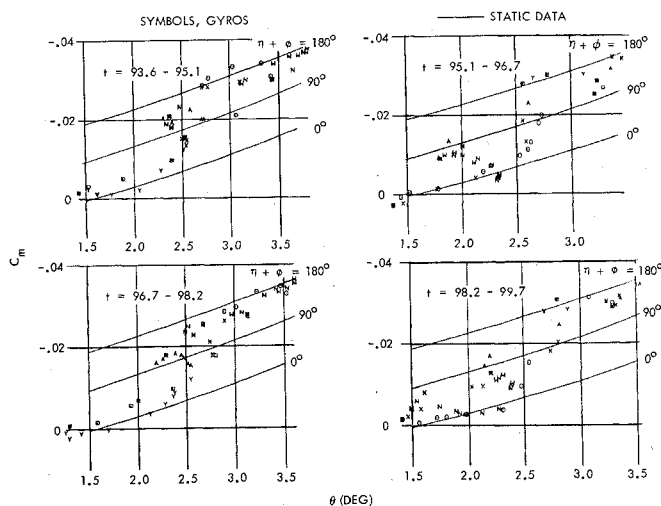 SYMBOLS, GYROS
STATIC DATA
-.04
η + φ = 180°
t = 93.6 - 95.1
90°
-.02
0°
0
1.5 2.0 2.5 3.0 3.5
-.04
η + φ = 180°
t = 95.1 - 96.7
90°
-.02
0°
0
1.5 2.0 2.5 3.0
C_m
-.04
η + φ = 180°
t = 96.7 - 98.2
90°
-.02
0°
0
1.5 2.0 2.5 3.0 3.5
-.04
η + φ = 180°
t = 98.2 - 99.7
90°
-.02
0°
0
1.5 2.0 2.5 3.0 3.5
θ (DEG)